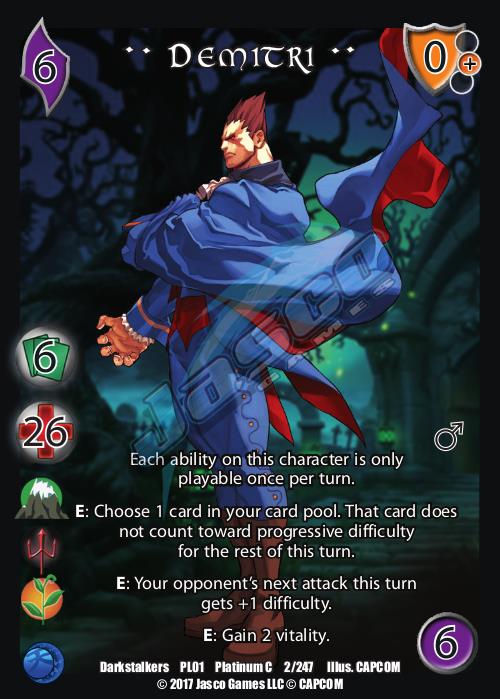 6
·· DEMITRI ··
0
+
6
26
Jasco
GAMES
Each ability on this character is only
playable once per turn.
E: Choose 1 card in your card pool. That card does
not count toward progressive difficulty
for the rest of this turn.
E: Your opponent's next attack this turn
gets +1 difficulty.
E: Gain 2 vitality.
6
Darkstalkers PL01 Platinum C 2/247 Illus. CAPCOM
© 2017 Jasco Games LLC © CAPCOM